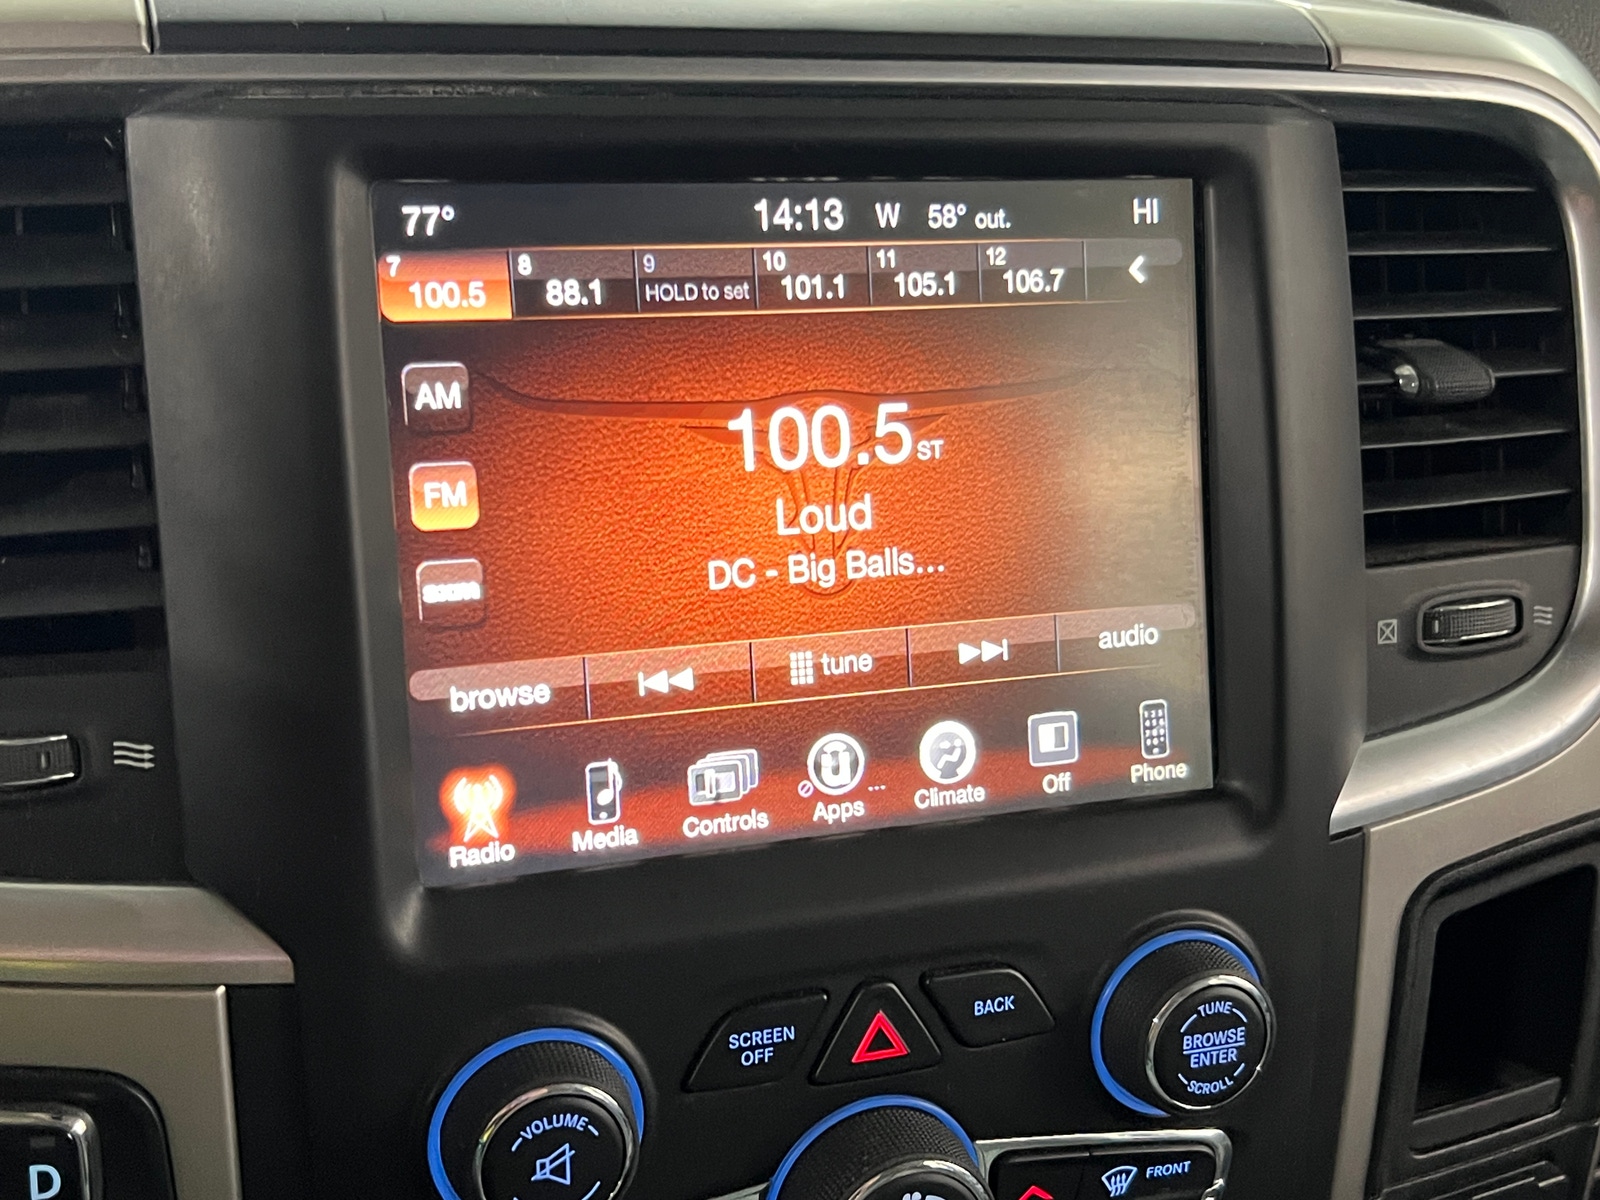 77° 14:13 W 58° out. HI
7 8 9 10 11 12
100.5 88.1 HOLD to set 101.1 105.1 106.7
AM
100.5 ST
FM
Loud
DC - Big Balls...
browse tune audio
Radio Media Controls Apps ... Climate Off Phone
SCREEN
OFF
BACK
TUNE
BROWSE
ENTER
SCROLL
VOLUME
FRONT
D